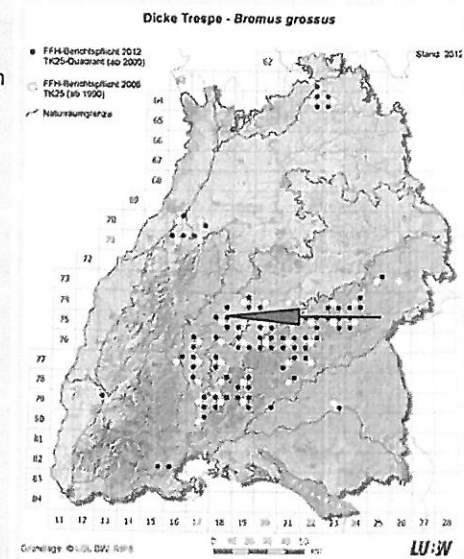 Dicke Trespe - Bromus grossus
FFH-Berichtspflicht 2012
TK25-Quadrant (ab 2000)
FFH-Berichtspflicht 2006
TK25 (ab 1990)
Naturraumgrenze
Stand: 2012
62
63
64
65
66
67
68
69
70
71
72
73
74
75
76
77
78
79
80
81
82
83
84
11 12 13 14 15 16 17 18 19 20 21 22 23 24 25 26 27 28
Grundlage: © LGL BW
LU:W